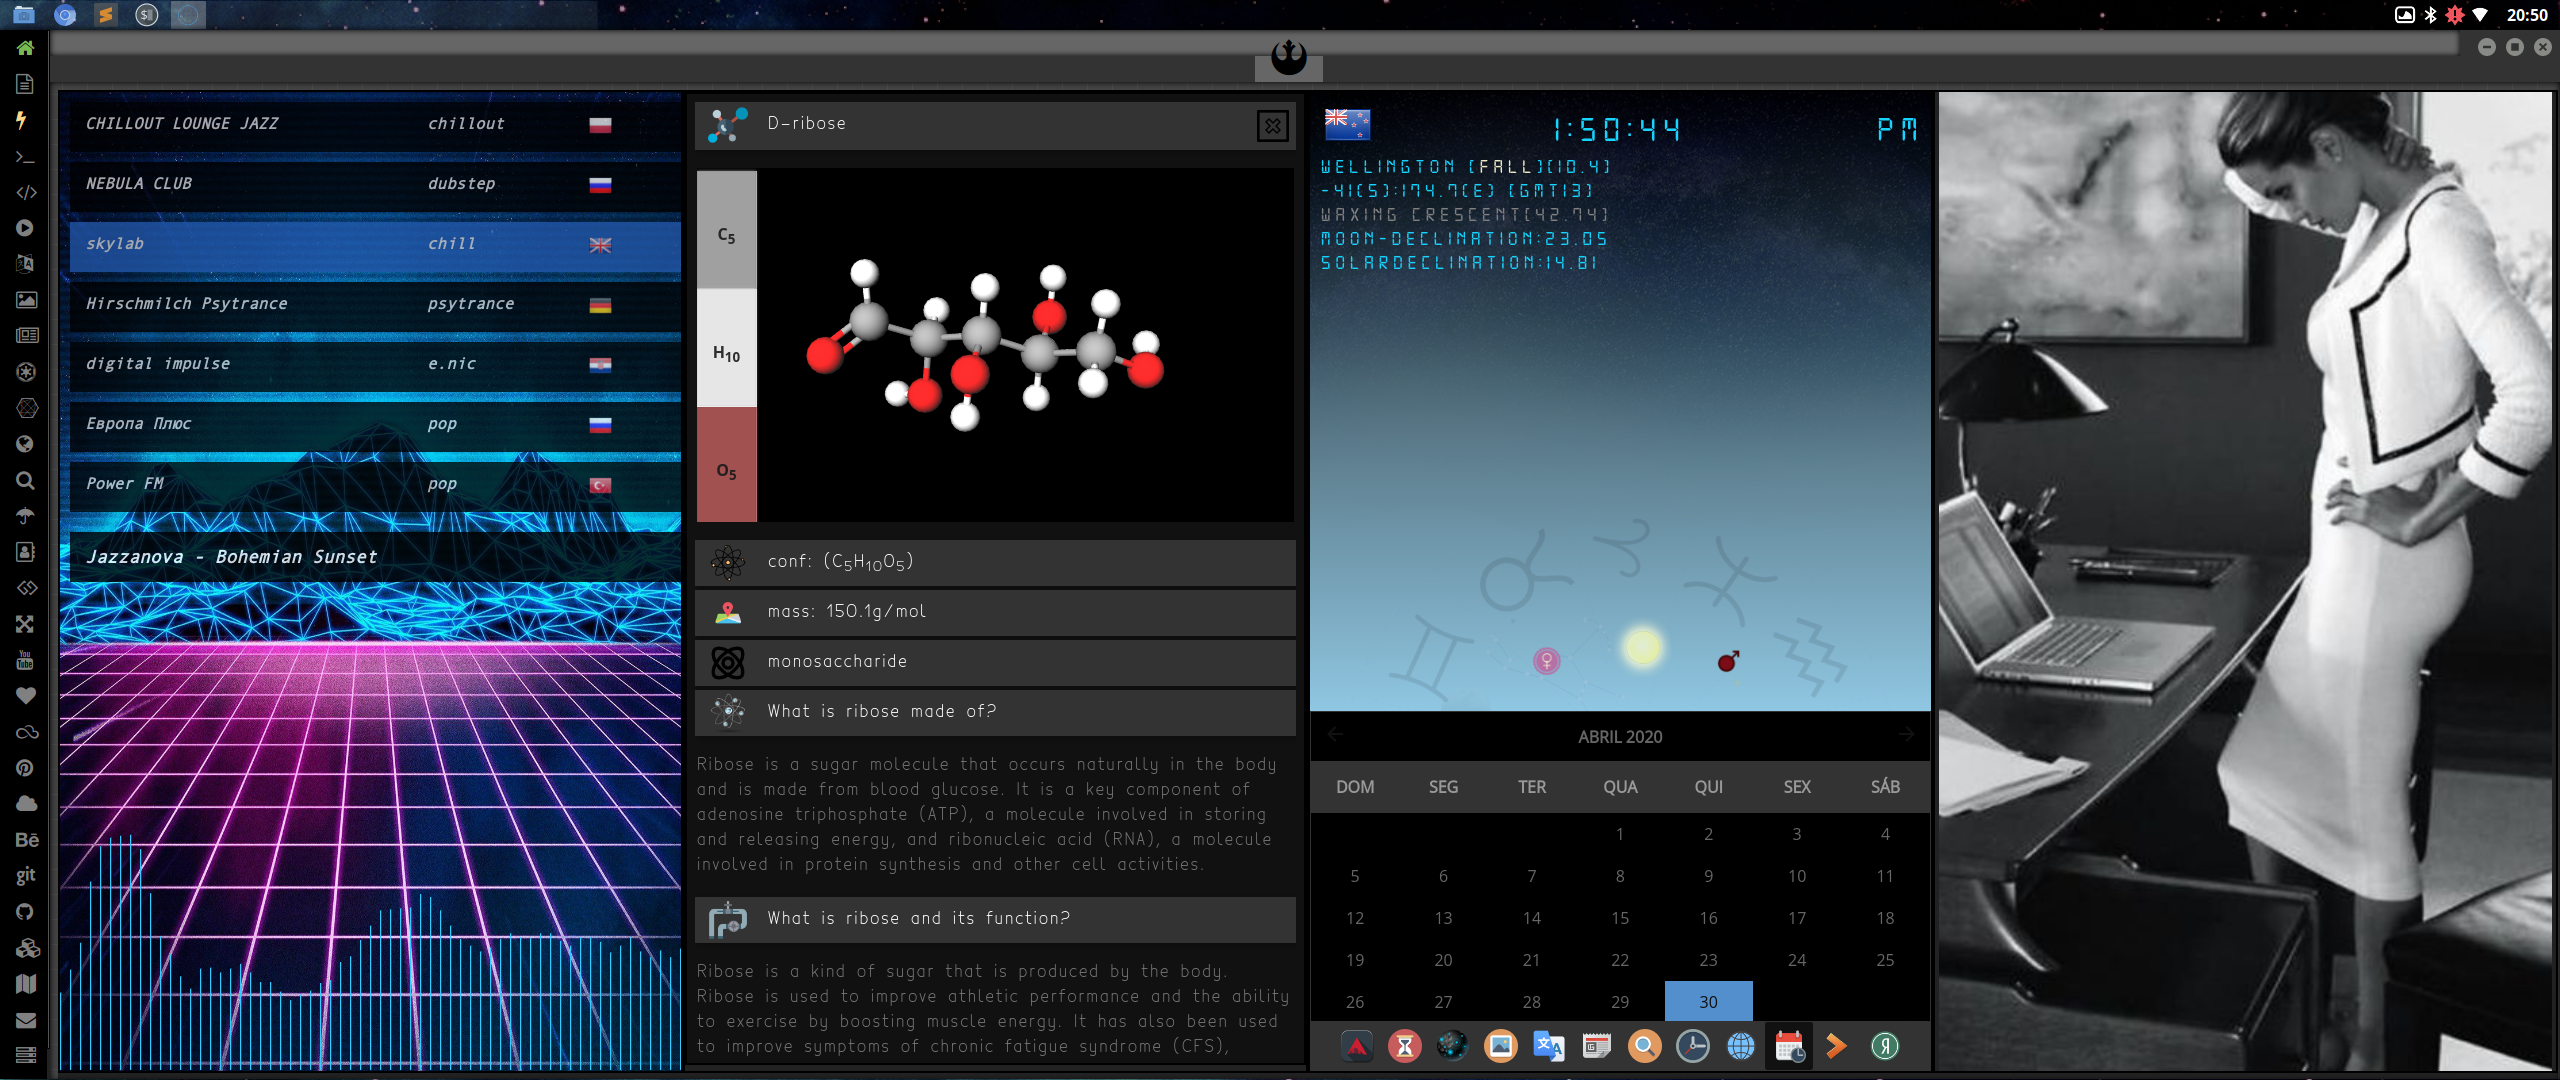 20:50
CHILLOUT LOUNGE JAZZ chillout
NEBULA CLUB dubstep
skylab chill
Hirschmilch Psytrance psytrance
digital impulse e.nic
Европа Плюс pop
Power FM pop
Jazzanova - Bohemian Sunset
You
Tube
Bē
git
D-ribose
C5
H10
O5
conf: (C5H10O5)
mass: 150.1g/mol
monosaccharide
What is ribose made of?
Ribose is a sugar molecule that occurs naturally in the body
and is made from blood glucose. It is a key component of
adenosine triphosphate (ATP), a molecule involved in storing
and releasing energy, and ribonucleic acid (RNA), a molecule
involved in protein synthesis and other cell activities.
What is ribose and its function?
Ribose is a kind of sugar that is produced by the body.
Ribose is used to improve athletic performance and the ability
to exercise by boosting muscle energy. It has also been used
to improve symptoms of chronic fatigue syndrome (CFS),
1:50:44 PM
WELLINGTON [FALL][10.4]
-41(S):174.7(E) [GMT13]
WAXING CRESCENT[42.74]
MOON-DECLINATION:23.05
SOLARDECLINATION:14.81
ABRIL 2020
DOM SEG TER QUA QUI SEX SÁB
1 2 3 4
5 6 7 8 9 10 11
12 13 14 15 16 17 18
19 20 21 22 23 24 25
26 27 28 29 30